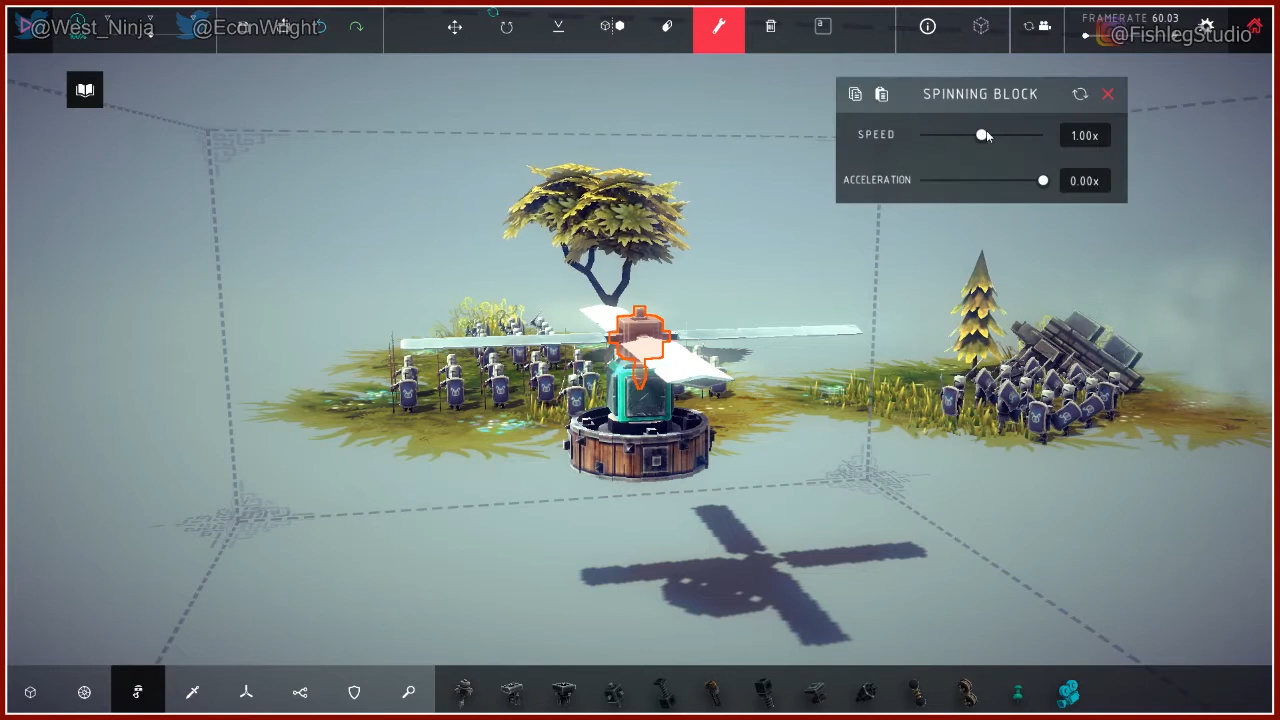 @West_Ninja
@EconWright
FRAMERATE 60.03
@FishlegStudio
SPINNING BLOCK
SPEED
1.00x
ACCELERATION
0.00x